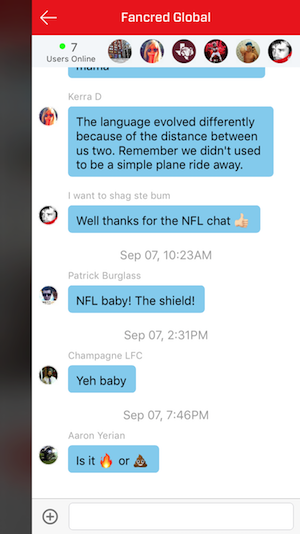 Fancred Global
7
Users Online
mama
Kerra D
The language evolved differently
because of the distance between
us two. Remember we didn't used
to be a simple plane ride away.
I want to shag ste bum
Well thanks for the NFL chat 👍🏻
Sep 07, 10:23AM
Patrick Burglass
NFL baby! The shield!
Sep 07, 2:31PM
Champagne LFC
Yeh baby
Sep 07, 7:46PM
Aaron Yerian
Is it 🔥 or 💩